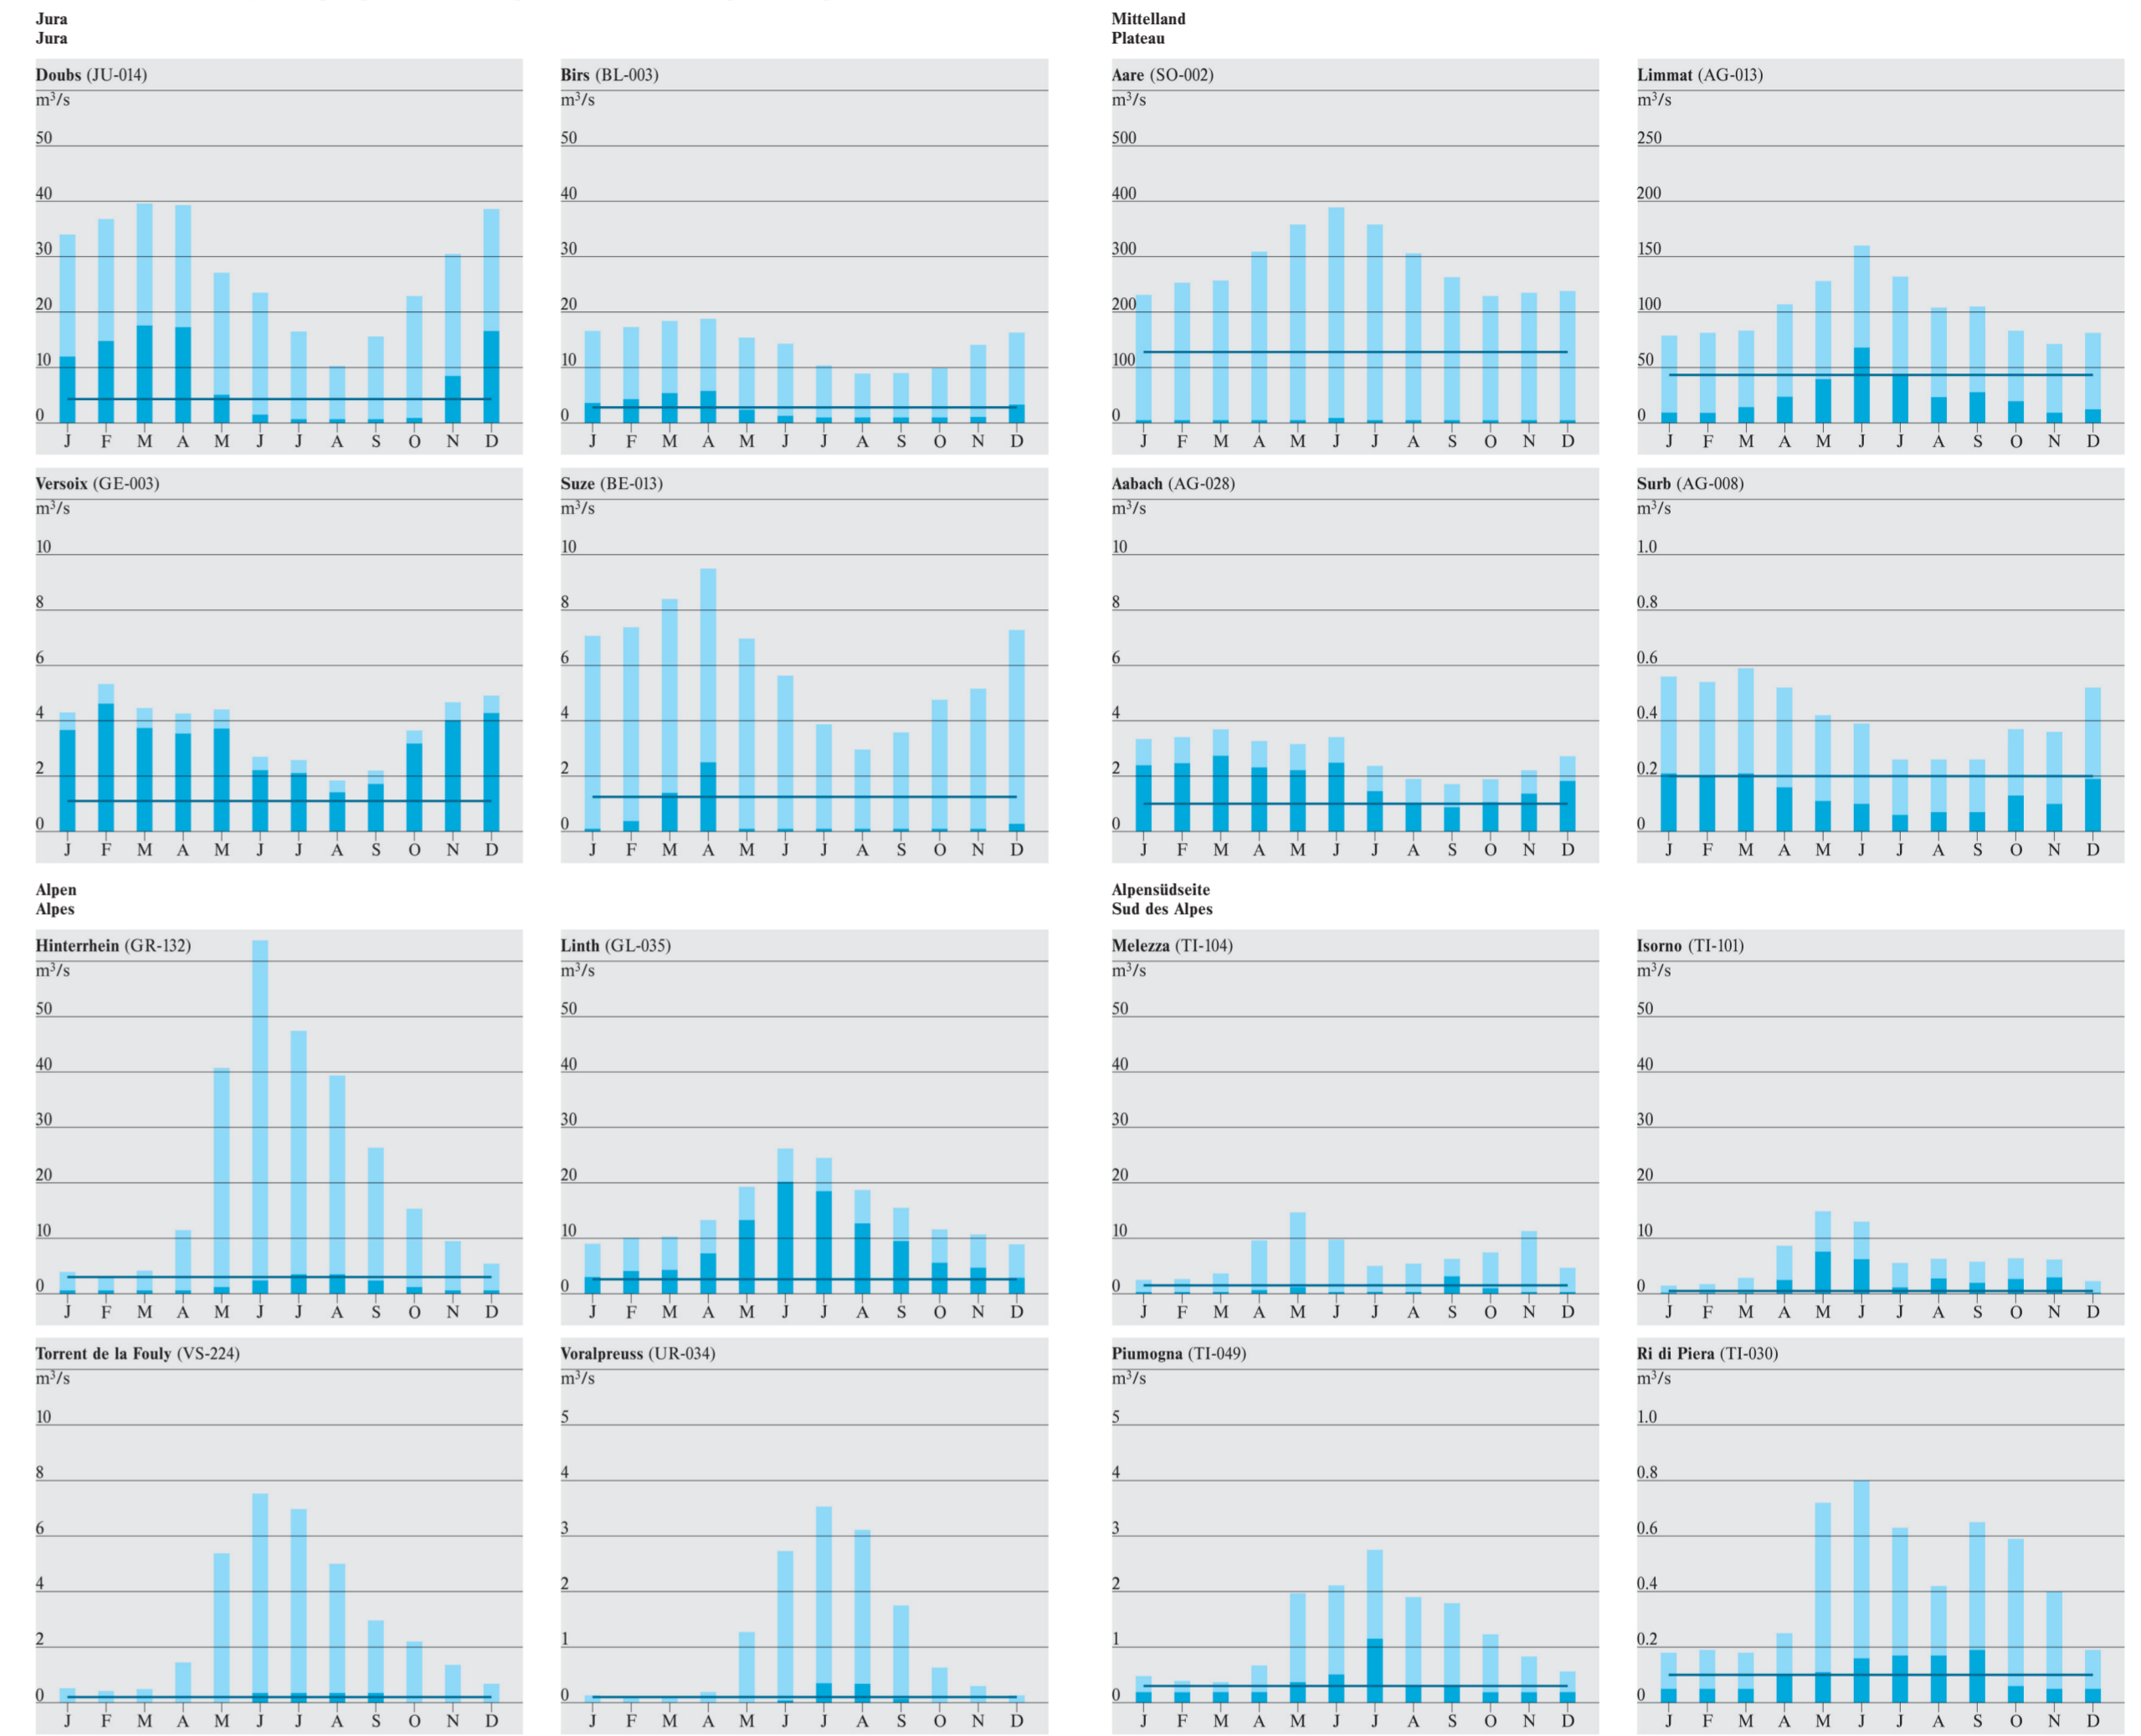 Jura
Jura
Doubs (JU-014)
m³/s
50
40
30
20
10
0
J F M A M J J A S O N D
Birs (BL-003)
m³/s
50
40
30
20
10
0
J F M A M J J A S O N D
Versoix (GE-003)
m³/s
10
8
6
4
2
0
J F M A M J J A S O N D
Suze (BE-013)
m³/s
10
8
6
4
2
0
J F M A M J J A S O N D
Mittelland
Plateau
Aare (SO-002)
m³/s
500
400
300
200
100
0
J F M A M J J A S O N D
Limmat (AG-013)
m³/s
250
200
150
100
50
0
J F M A M J J A S O N D
Aabach (AG-028)
m³/s
10
8
6
4
2
0
J F M A M J J A S O N D
Surb (AG-008)
m³/s
1.0
0.8
0.6
0.4
0.2
0
J F M A M J J A S O N D
Alpen
Alpes
Hinterrhein (GR-132)
m³/s
50
40
30
20
10
0
J F M A M J J A S O N D
Linth (GL-035)
m³/s
50
40
30
20
10
0
J F M A M J J A S O N D
Torrent de la Fouly (VS-224)
m³/s
10
8
6
4
2
0
J F M A M J J A S O N D
Voralpreuss (UR-034)
m³/s
5
4
3
2
1
0
J F M A M J J A S O N D
Alpensüdseite
Sud des Alpes
Melezza (TI-104)
m³/s
50
40
30
20
10
0
J F M A M J J A S O N D
Isorno (TI-101)
m³/s
50
40
30
20
10
0
J F M A M J J A S O N D
Piumogna (TI-049)
m³/s
5
4
3
2
1
0
J F M A M J J A S O N D
Ri di Piera (TI-030)
m³/s
1.0
0.8
0.6
0.4
0.2
0
J F M A M J J A S O N D